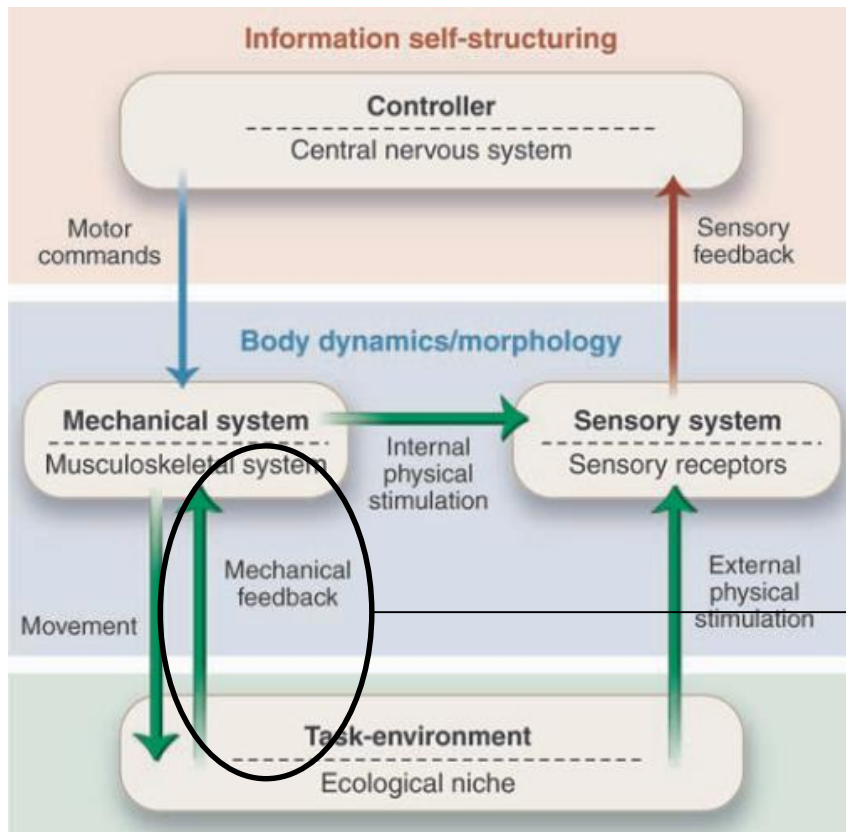 Information self-structuring
Controller
Central nervous system
Motor
commands
Sensory
feedback
Body dynamics/morphology
Mechanical system
Musculoskeletal system
Internal
physical
stimulation
Sensory system
Sensory receptors
Mechanical
feedback
External
physical
stimulation
Movement
Task-environment
Ecological niche